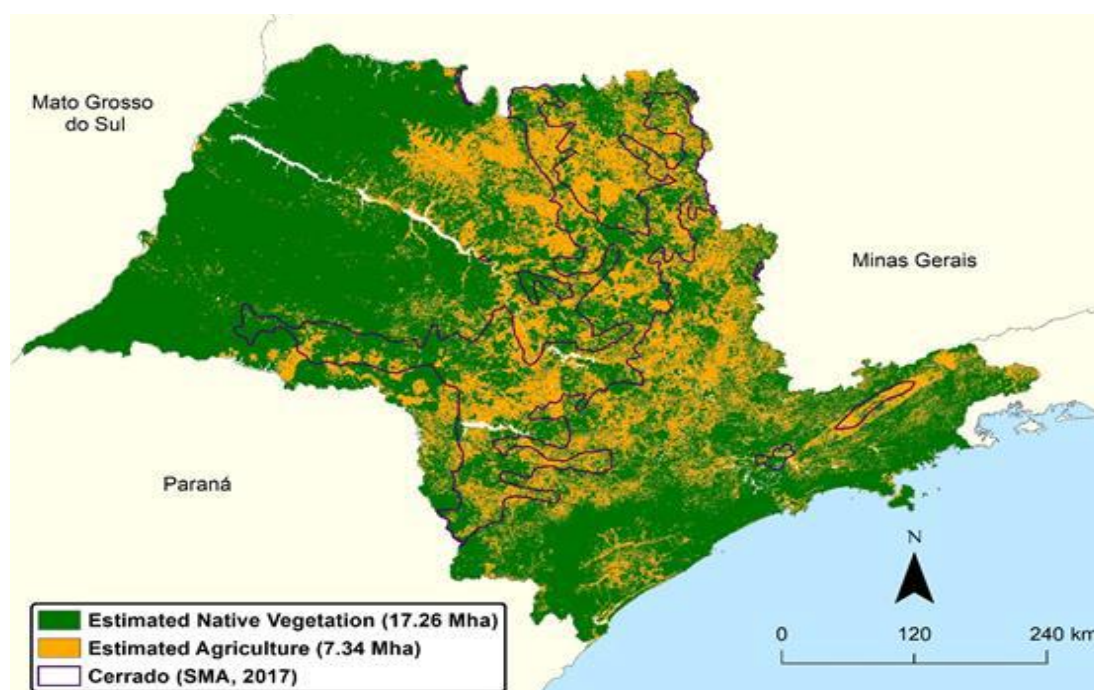 Mato Grosso
do Sul
Minas Gerais
Paraná
N
Estimated Native Vegetation (17.26 Mha)
Estimated Agriculture (7.34 Mha)
Cerrado (SMA, 2017)
0 120 240 km